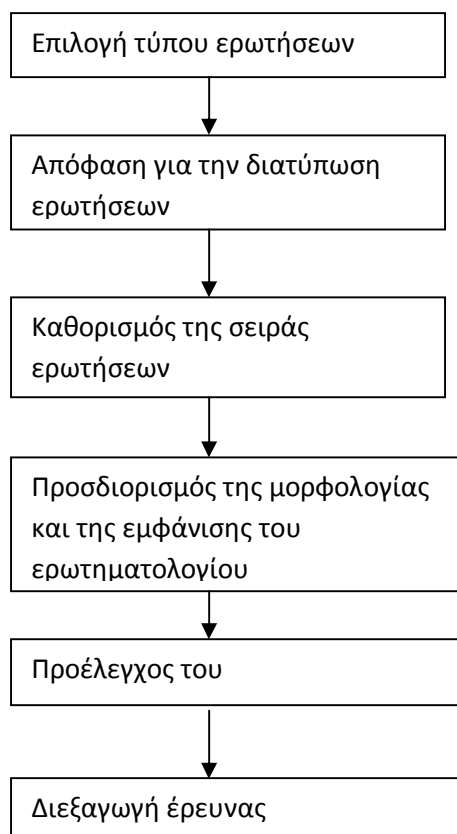 Επιλογή τύπου ερωτήσεων
Απόφαση για την διατύπωση
ερωτήσεων
Καθορισμός της σειράς
ερωτήσεων
Προσδιορισμός της μορφολογίας
και της εμφάνισης του
ερωτηματολογίου
Προέλεγχος του
Διεξαγωγή έρευνας